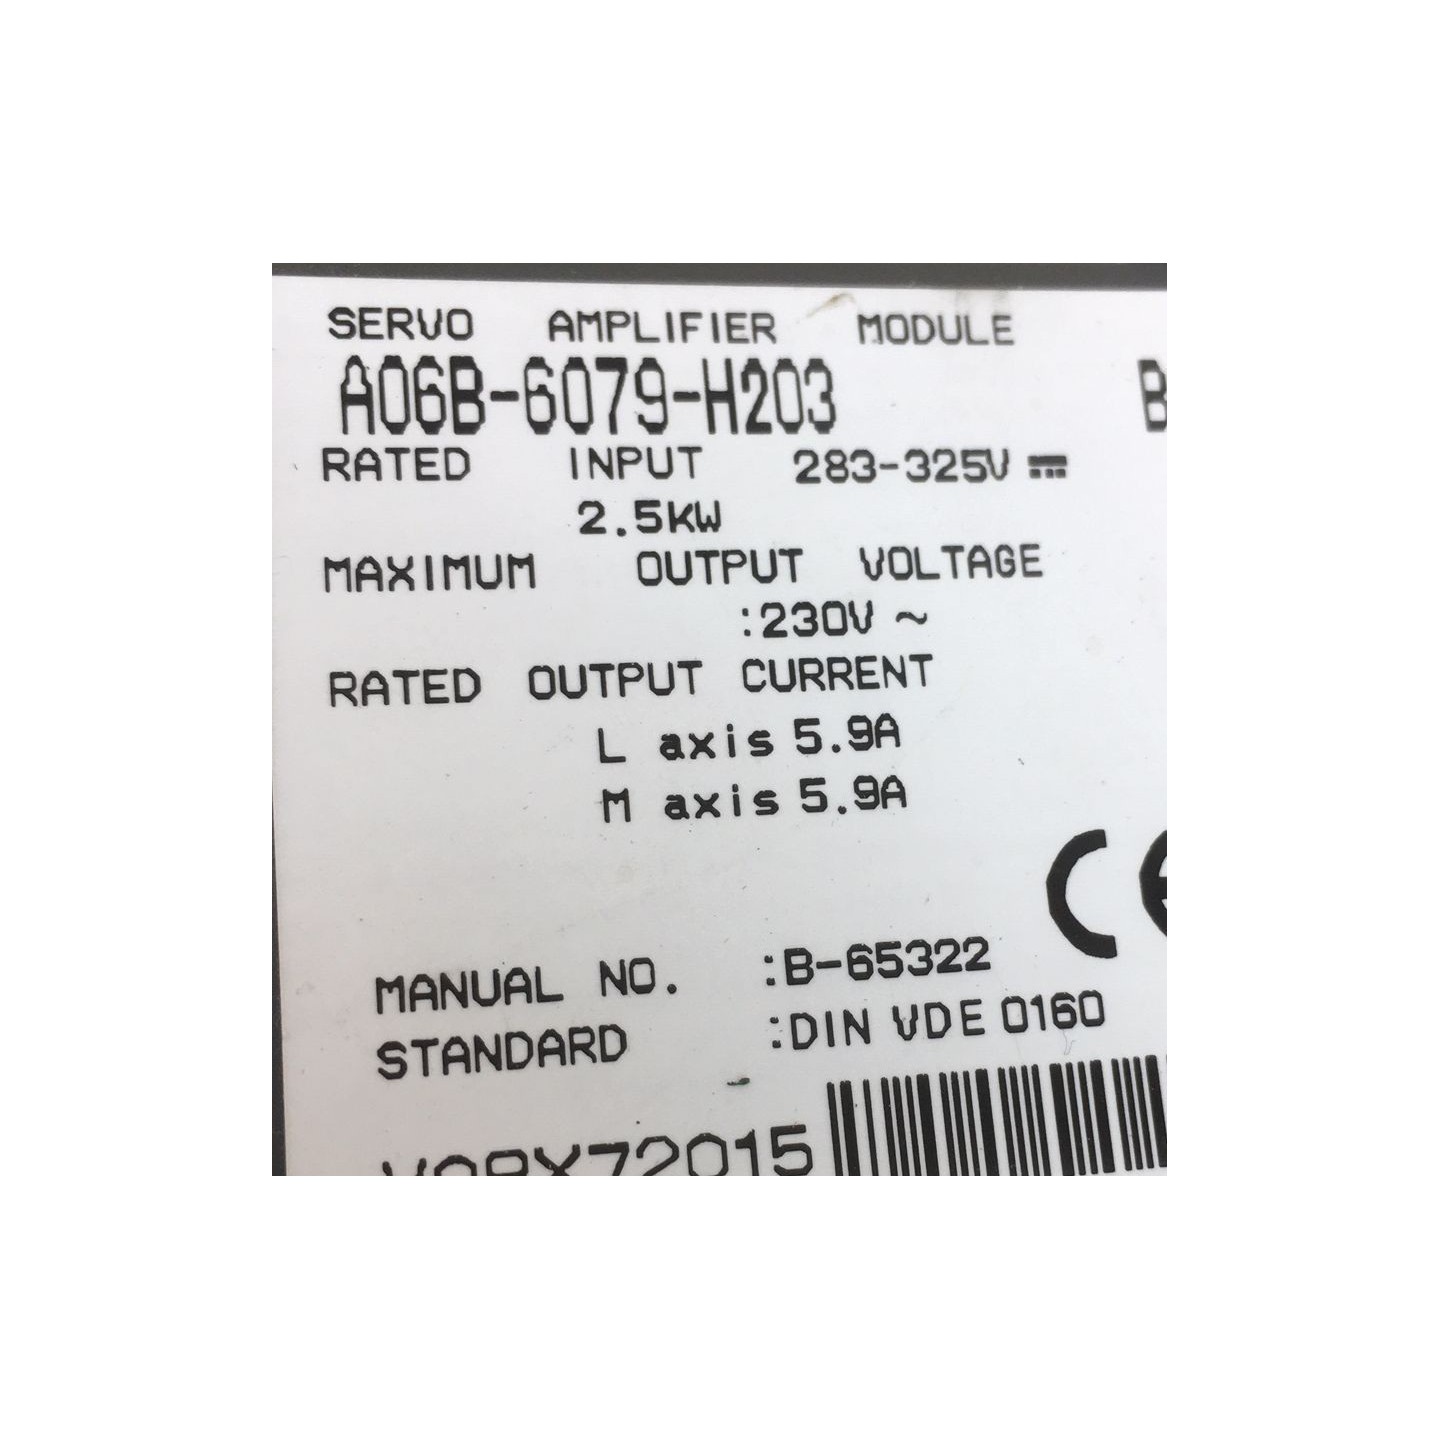 SERVO AMPLIFIER MODULE
A06B-6079-H203 B
RATED INPUT 283-325V ⎓
2.5KW
MAXIMUM OUTPUT VOLTAGE
:230V ~
RATED OUTPUT CURRENT
L axis 5.9A
M axis 5.9A
CE
MANUAL NO. :B-65322
STANDARD :DIN VDE 0160